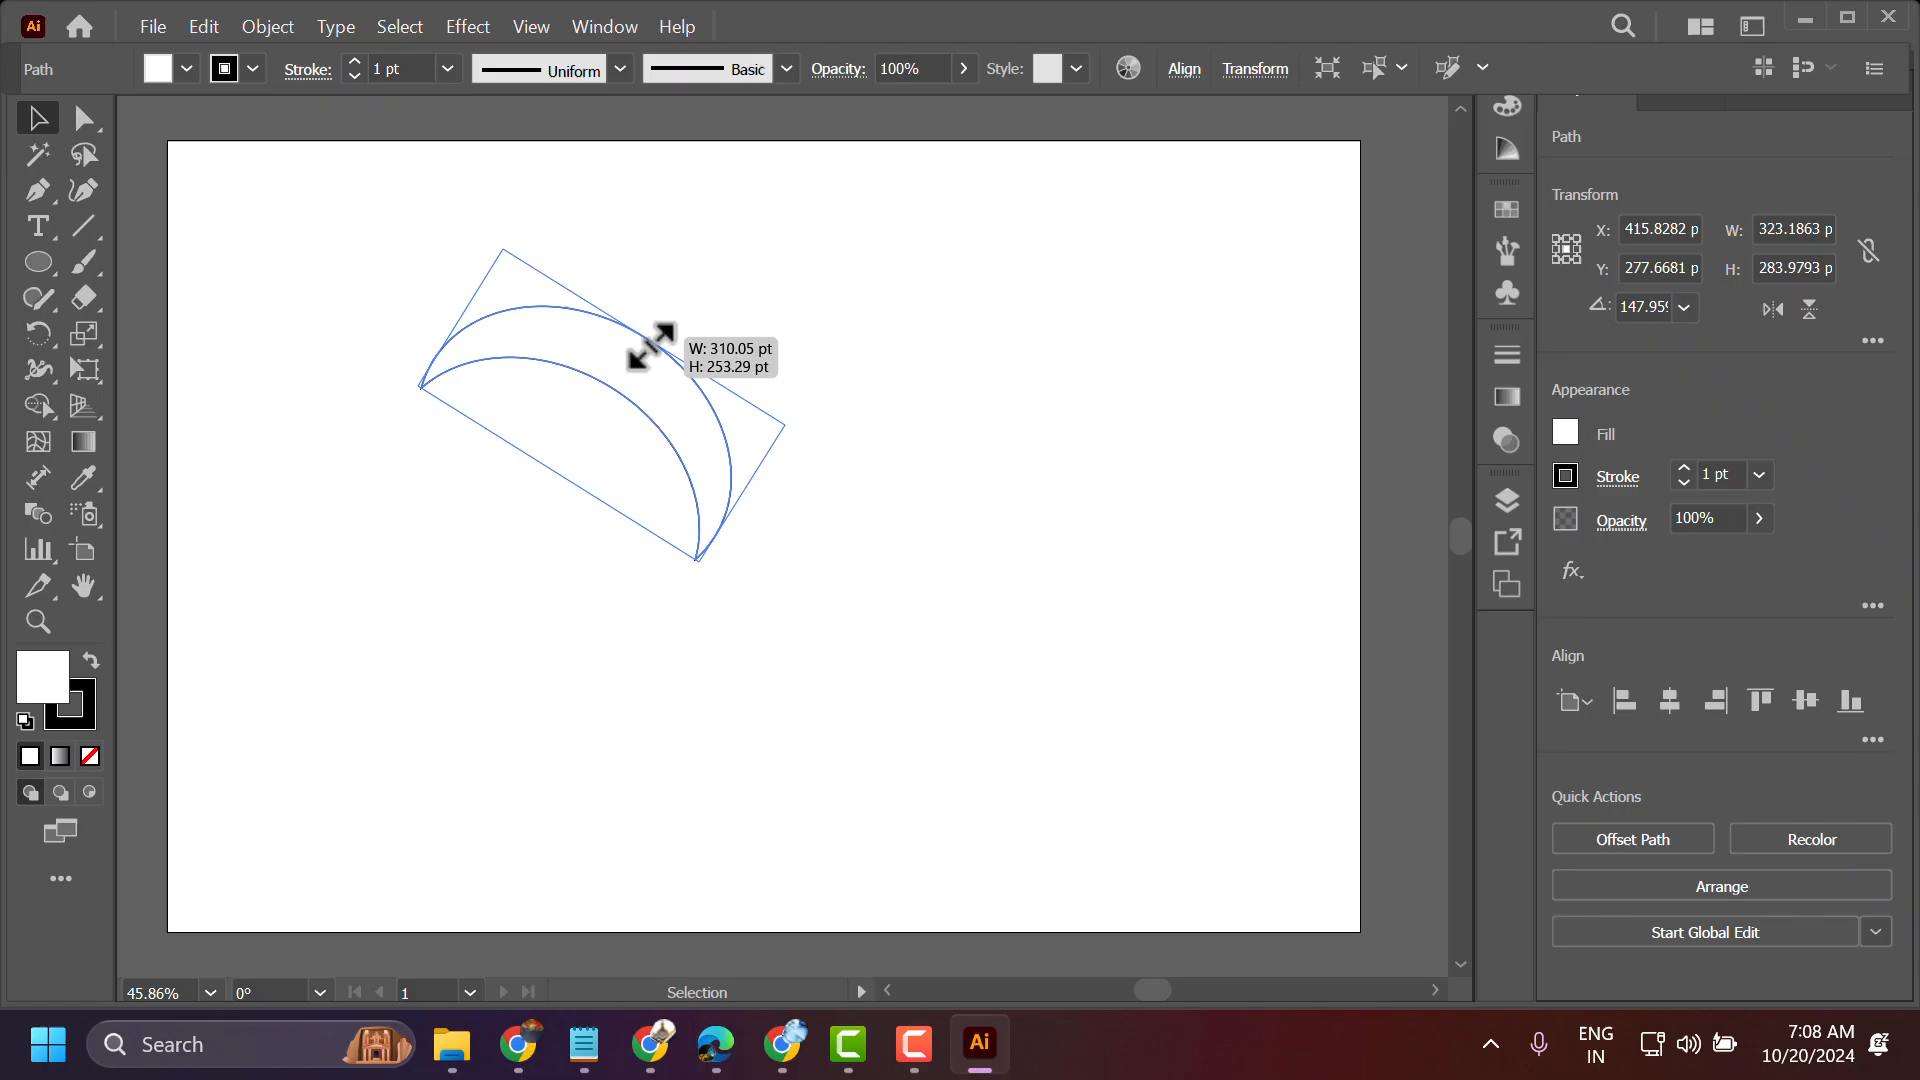 Ai File Edit Object Type Select Effect View Window Help
Path Stroke: 1 pt Uniform Basic Opacity: 100% Style: Align Transform
Path
Transform
X: 415.8282 p W: 323.1863 p
Y: 277.6681 p H: 283.9793 p
147.95
W: 310.05 pt
H: 253.29 pt
Appearance
Fill
Stroke 1 pt
Opacity 100%
fx
Align
Quick Actions
Offset Path Recolor
Arrange
Start Global Edit
45.86% 0° 1 Selection
Search Ai ENG 7:08 AM
IN 10/20/2024